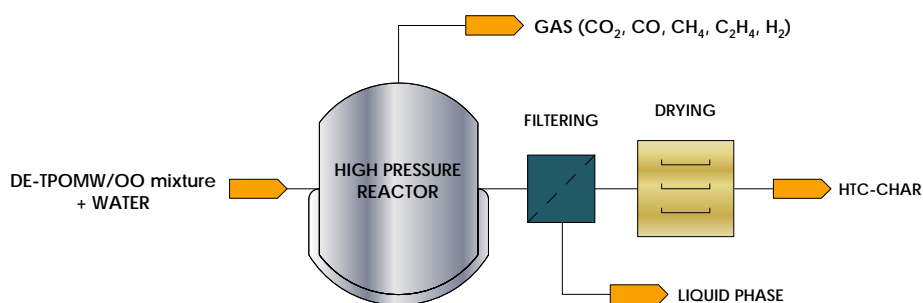 GAS (CO₂, CO, CH₄, C₂H₄, H₂)
FILTERING
DRYING
HIGH PRESSURE
REACTOR
DE-TPOMW/OO mixture
+ WATER
HTC-CHAR
LIQUID PHASE